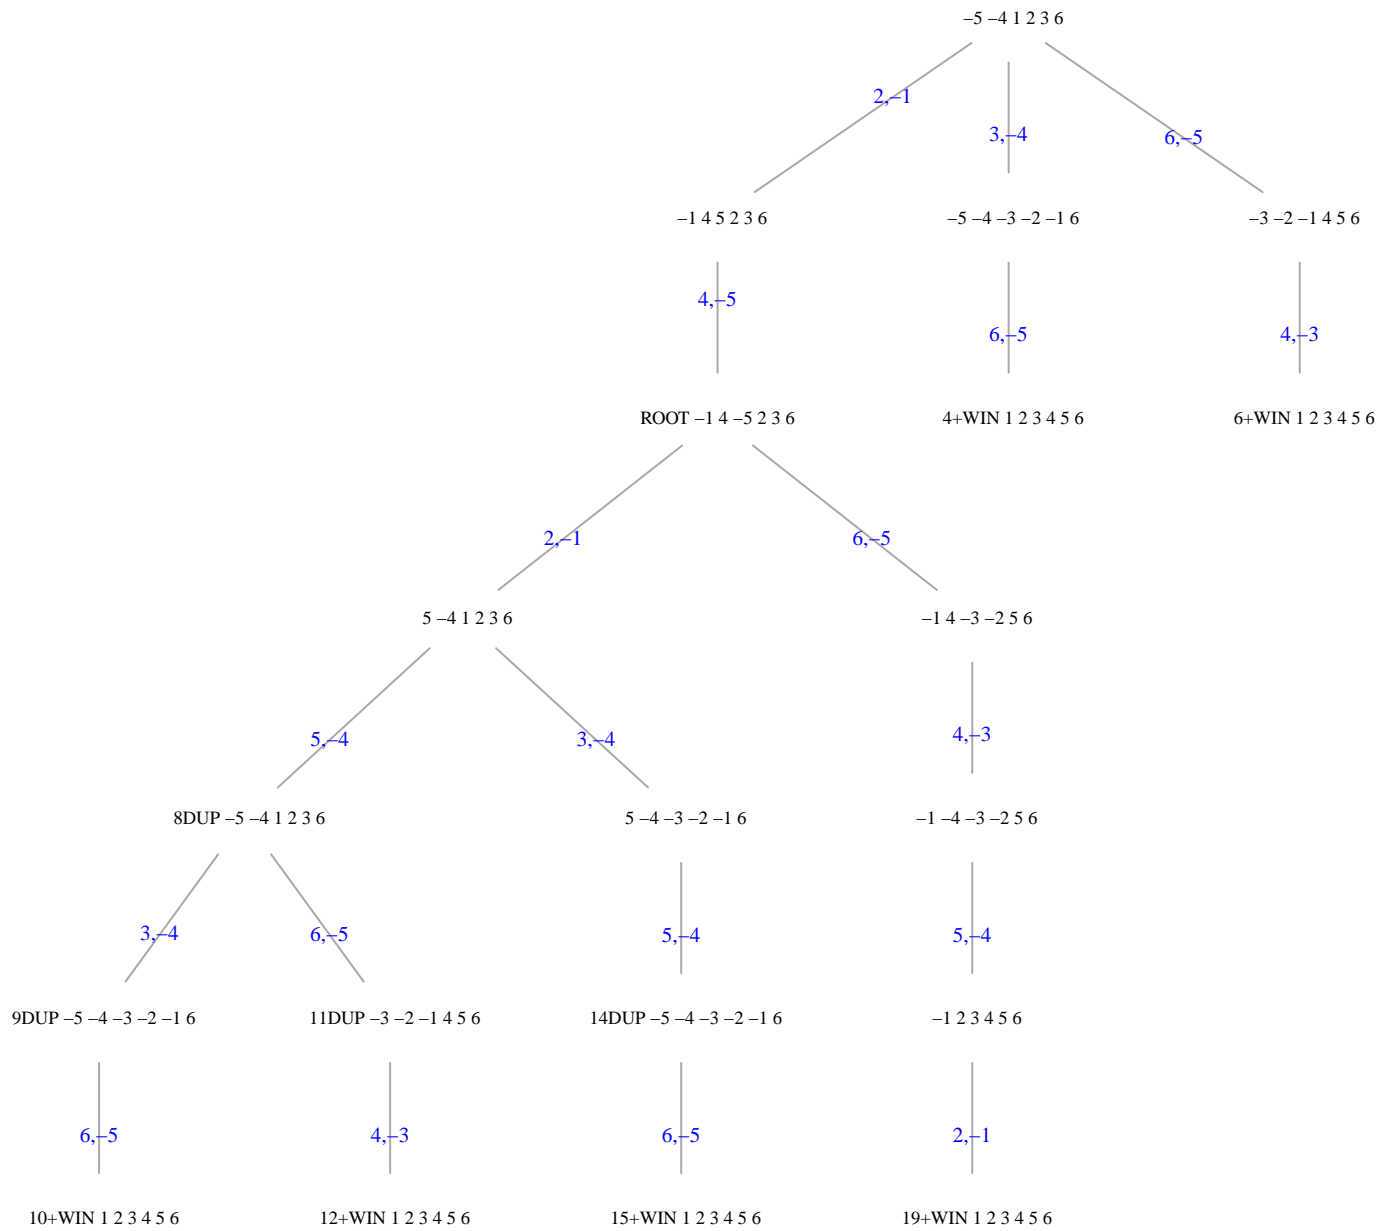 –5 –4 1 2 3 6
2,–1
3,–4
6,–5
–1 4 5 2 3 6
–5 –4 –3 –2 –1 6
–3 –2 –1 4 5 6
4,–5
6,–5
4,–3
ROOT –1 4 –5 2 3 6
4+WIN 1 2 3 4 5 6
6+WIN 1 2 3 4 5 6
2,–1
6,–5
5 –4 1 2 3 6
–1 4 –3 –2 5 6
5,–4
3,–4
4,–3
8DUP –5 –4 1 2 3 6
5 –4 –3 –2 –1 6
–1 –4 –3 –2 5 6
3,–4
6,–5
5,–4
5,–4
9DUP –5 –4 –3 –2 –1 6
11DUP –3 –2 –1 4 5 6
14DUP –5 –4 –3 –2 –1 6
–1 2 3 4 5 6
6,–5
4,–3
6,–5
2,–1
10+WIN 1 2 3 4 5 6
12+WIN 1 2 3 4 5 6
15+WIN 1 2 3 4 5 6
19+WIN 1 2 3 4 5 6